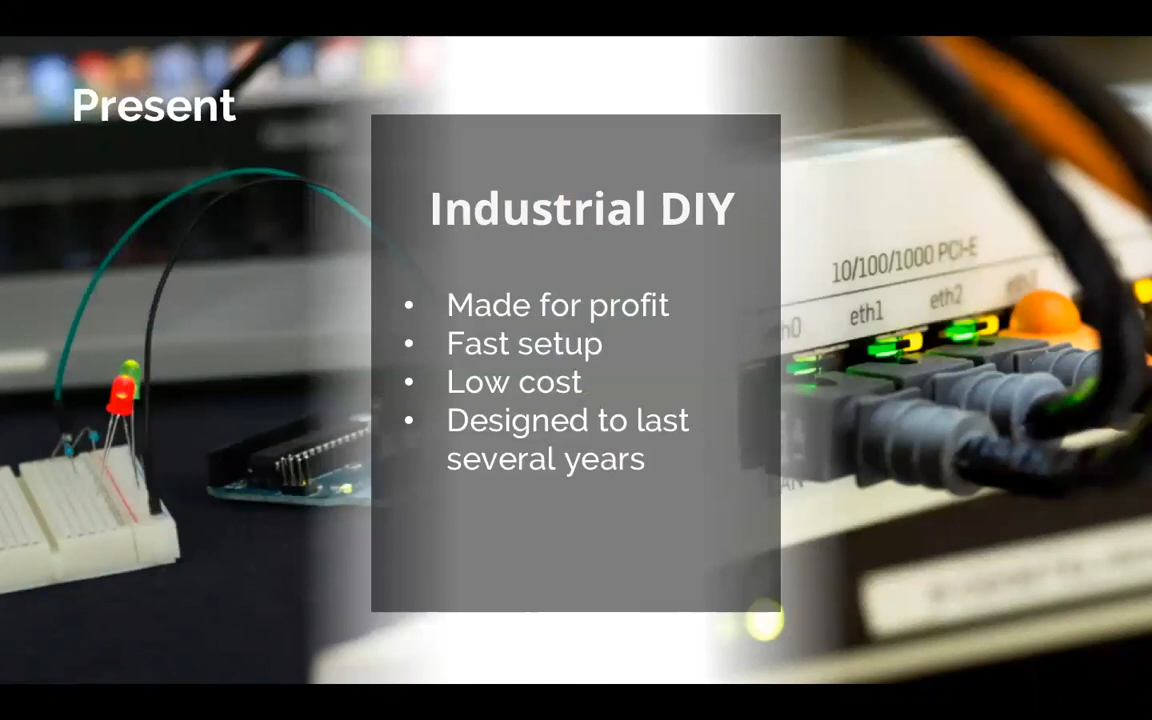 Present
Industrial DIY
• Made for profit
• Fast setup
• Low cost
• Designed to last
several years
10/100/1000 PCI-E
eth1
eth2